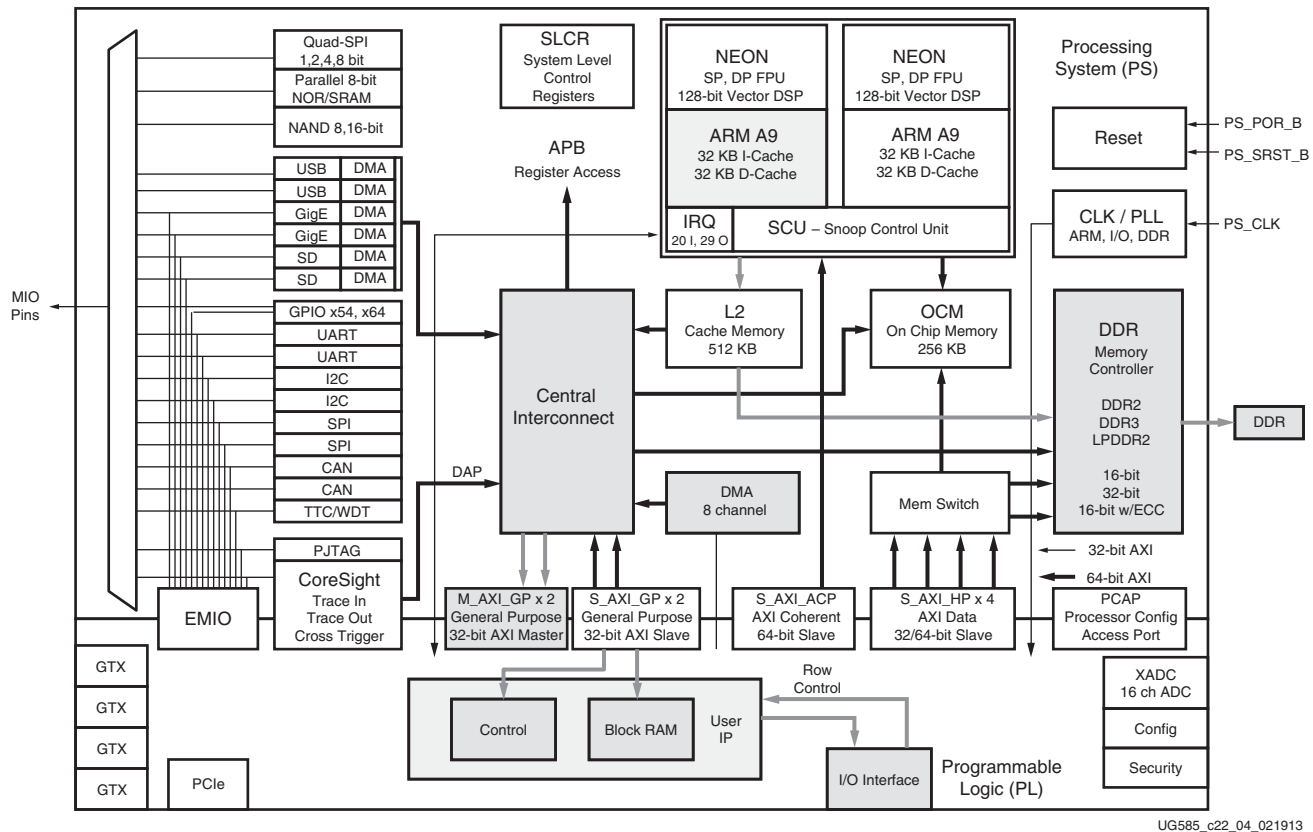 Quad-SPI
1,2,4,8 bit
Parallel 8-bit
NOR/SRAM
NAND 8,16-bit
USB DMA
USB DMA
GigE DMA
GigE DMA
SD DMA
SD DMA
MIO
Pins
GPIO x54, x64
UART
UART
I2C
I2C
SPI
SPI
CAN
CAN
TTC/WDT
PJTAG
CoreSight
Trace In
Trace Out
Cross Trigger
EMIO
SLCR
System Level
Control
Registers
APB
Register Access
NEON
SP, DP FPU
128-bit Vector DSP
NEON
SP, DP FPU
128-bit Vector DSP
ARM A9
32 KB I-Cache
32 KB D-Cache
ARM A9
32 KB I-Cache
32 KB D-Cache
IRQ
20 I, 29 O
SCU – Snoop Control Unit
Processing
System (PS)
Reset
PS_POR_B
PS_SRST_B
CLK / PLL
ARM, I/O, DDR
PS_CLK
L2
Cache Memory
512 KB
OCM
On Chip Memory
256 KB
DDR
Memory
Controller
DDR2
DDR3
LPDDR2
16-bit
32-bit
16-bit w/ECC
DDR
Central
Interconnect
DAP
DMA
8 channel
Mem Switch
32-bit AXI
64-bit AXI
M_AXI_GP x 2
General Purpose
32-bit AXI Master
S_AXI_GP x 2
General Purpose
32-bit AXI Slave
S_AXI_ACP
AXI Coherent
64-bit Slave
S_AXI_HP x 4
AXI Data
32/64-bit Slave
PCAP
Processor Config
Access Port
GTX
GTX
GTX
GTX
PCIe
Control
Block RAM
User
IP
Row
Control
I/O Interface
Programmable
Logic (PL)
XADC
16 ch ADC
Config
Security
UG585_c22_04_021913